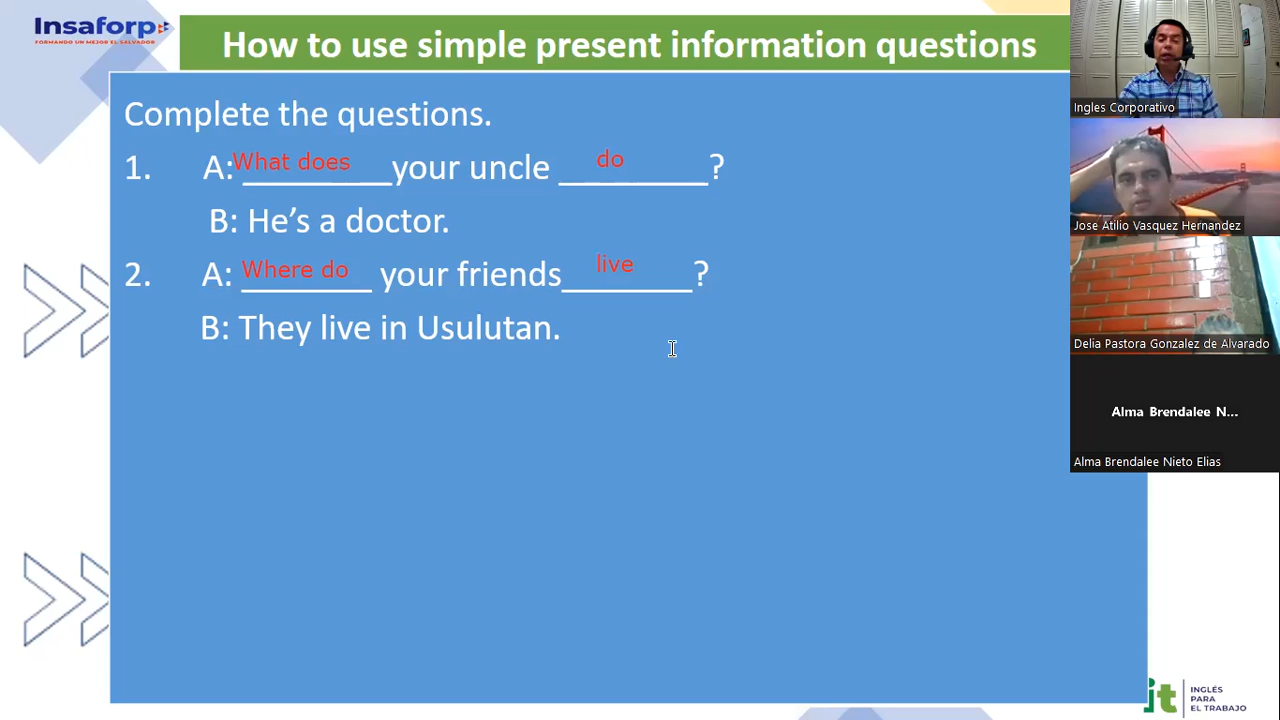 Insaforp
FORMANDO UN MEJOR EL SALVADOR
How to use simple present information questions
Complete the questions.
1. A: What does your uncle do ?
B: He's a doctor.
2. A: Where do your friends live ?
B: They live in Usulutan.
Ingles Corporativo
Jose Atilio Vasquez Hernandez
Delia Pastora Gonzalez de Alvarado
Alma Brendalee N...
Alma Brendalee Nieto Elias
it
INGLÉS
PARA
EL TRABAJO